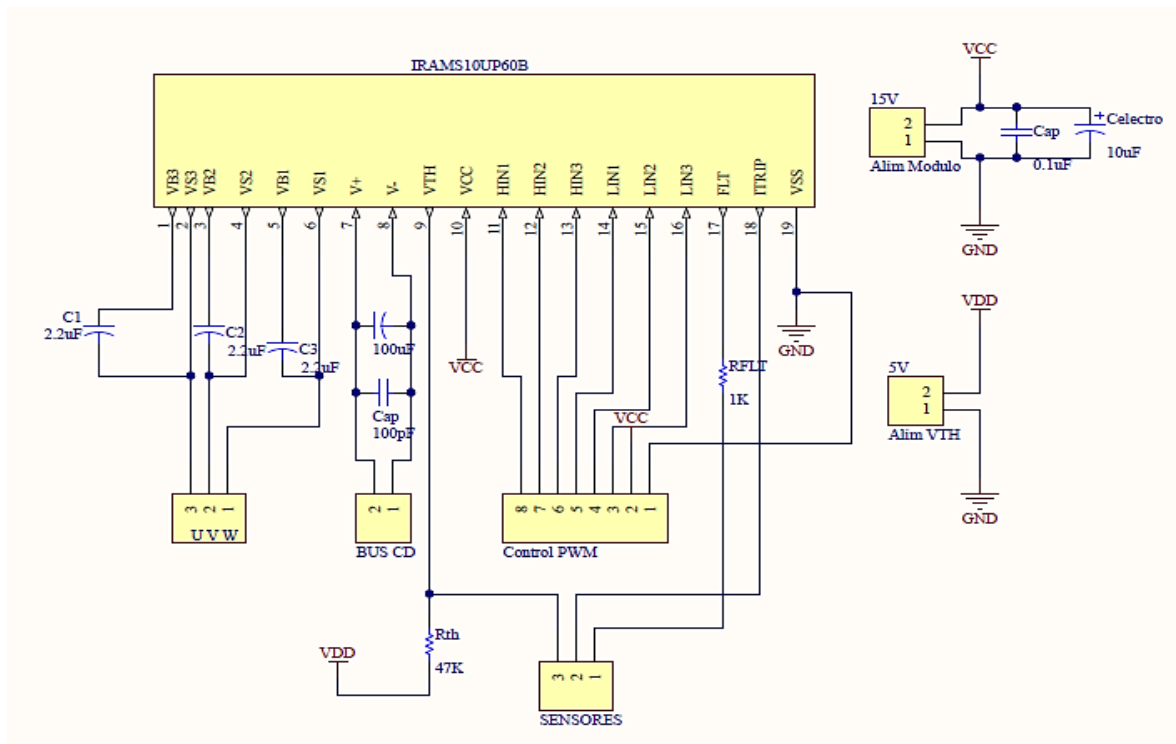 IRAMS10UP60B
VB3
VS3
VB2
VS2
VB1
VS1
V+
V-
VTH
VCC
HIN1
HIN2
HIN3
LIN1
LIN2
LIN3
FLT
ITRIP
VSS
1
2
3
4
5
6
7
8
9
10
11
12
13
14
15
16
17
18
19
C1
2.2uF
C2
2.2uF
C3
2.2uF
100uF
Cap
100pF
VCC
RFLT
1K
VCC
GND
3 2 1
U V W
2 1
BUS CD
8 7 6 5 4 3 2 1
Control PWM
Rth
47K
VDD
3 2 1
SENSORES
VCC
15V
2
1
Alim Modulo
Cap
0.1uF
+
Celectro
10uF
GND
VDD
5V
2
1
Alim VTH
GND